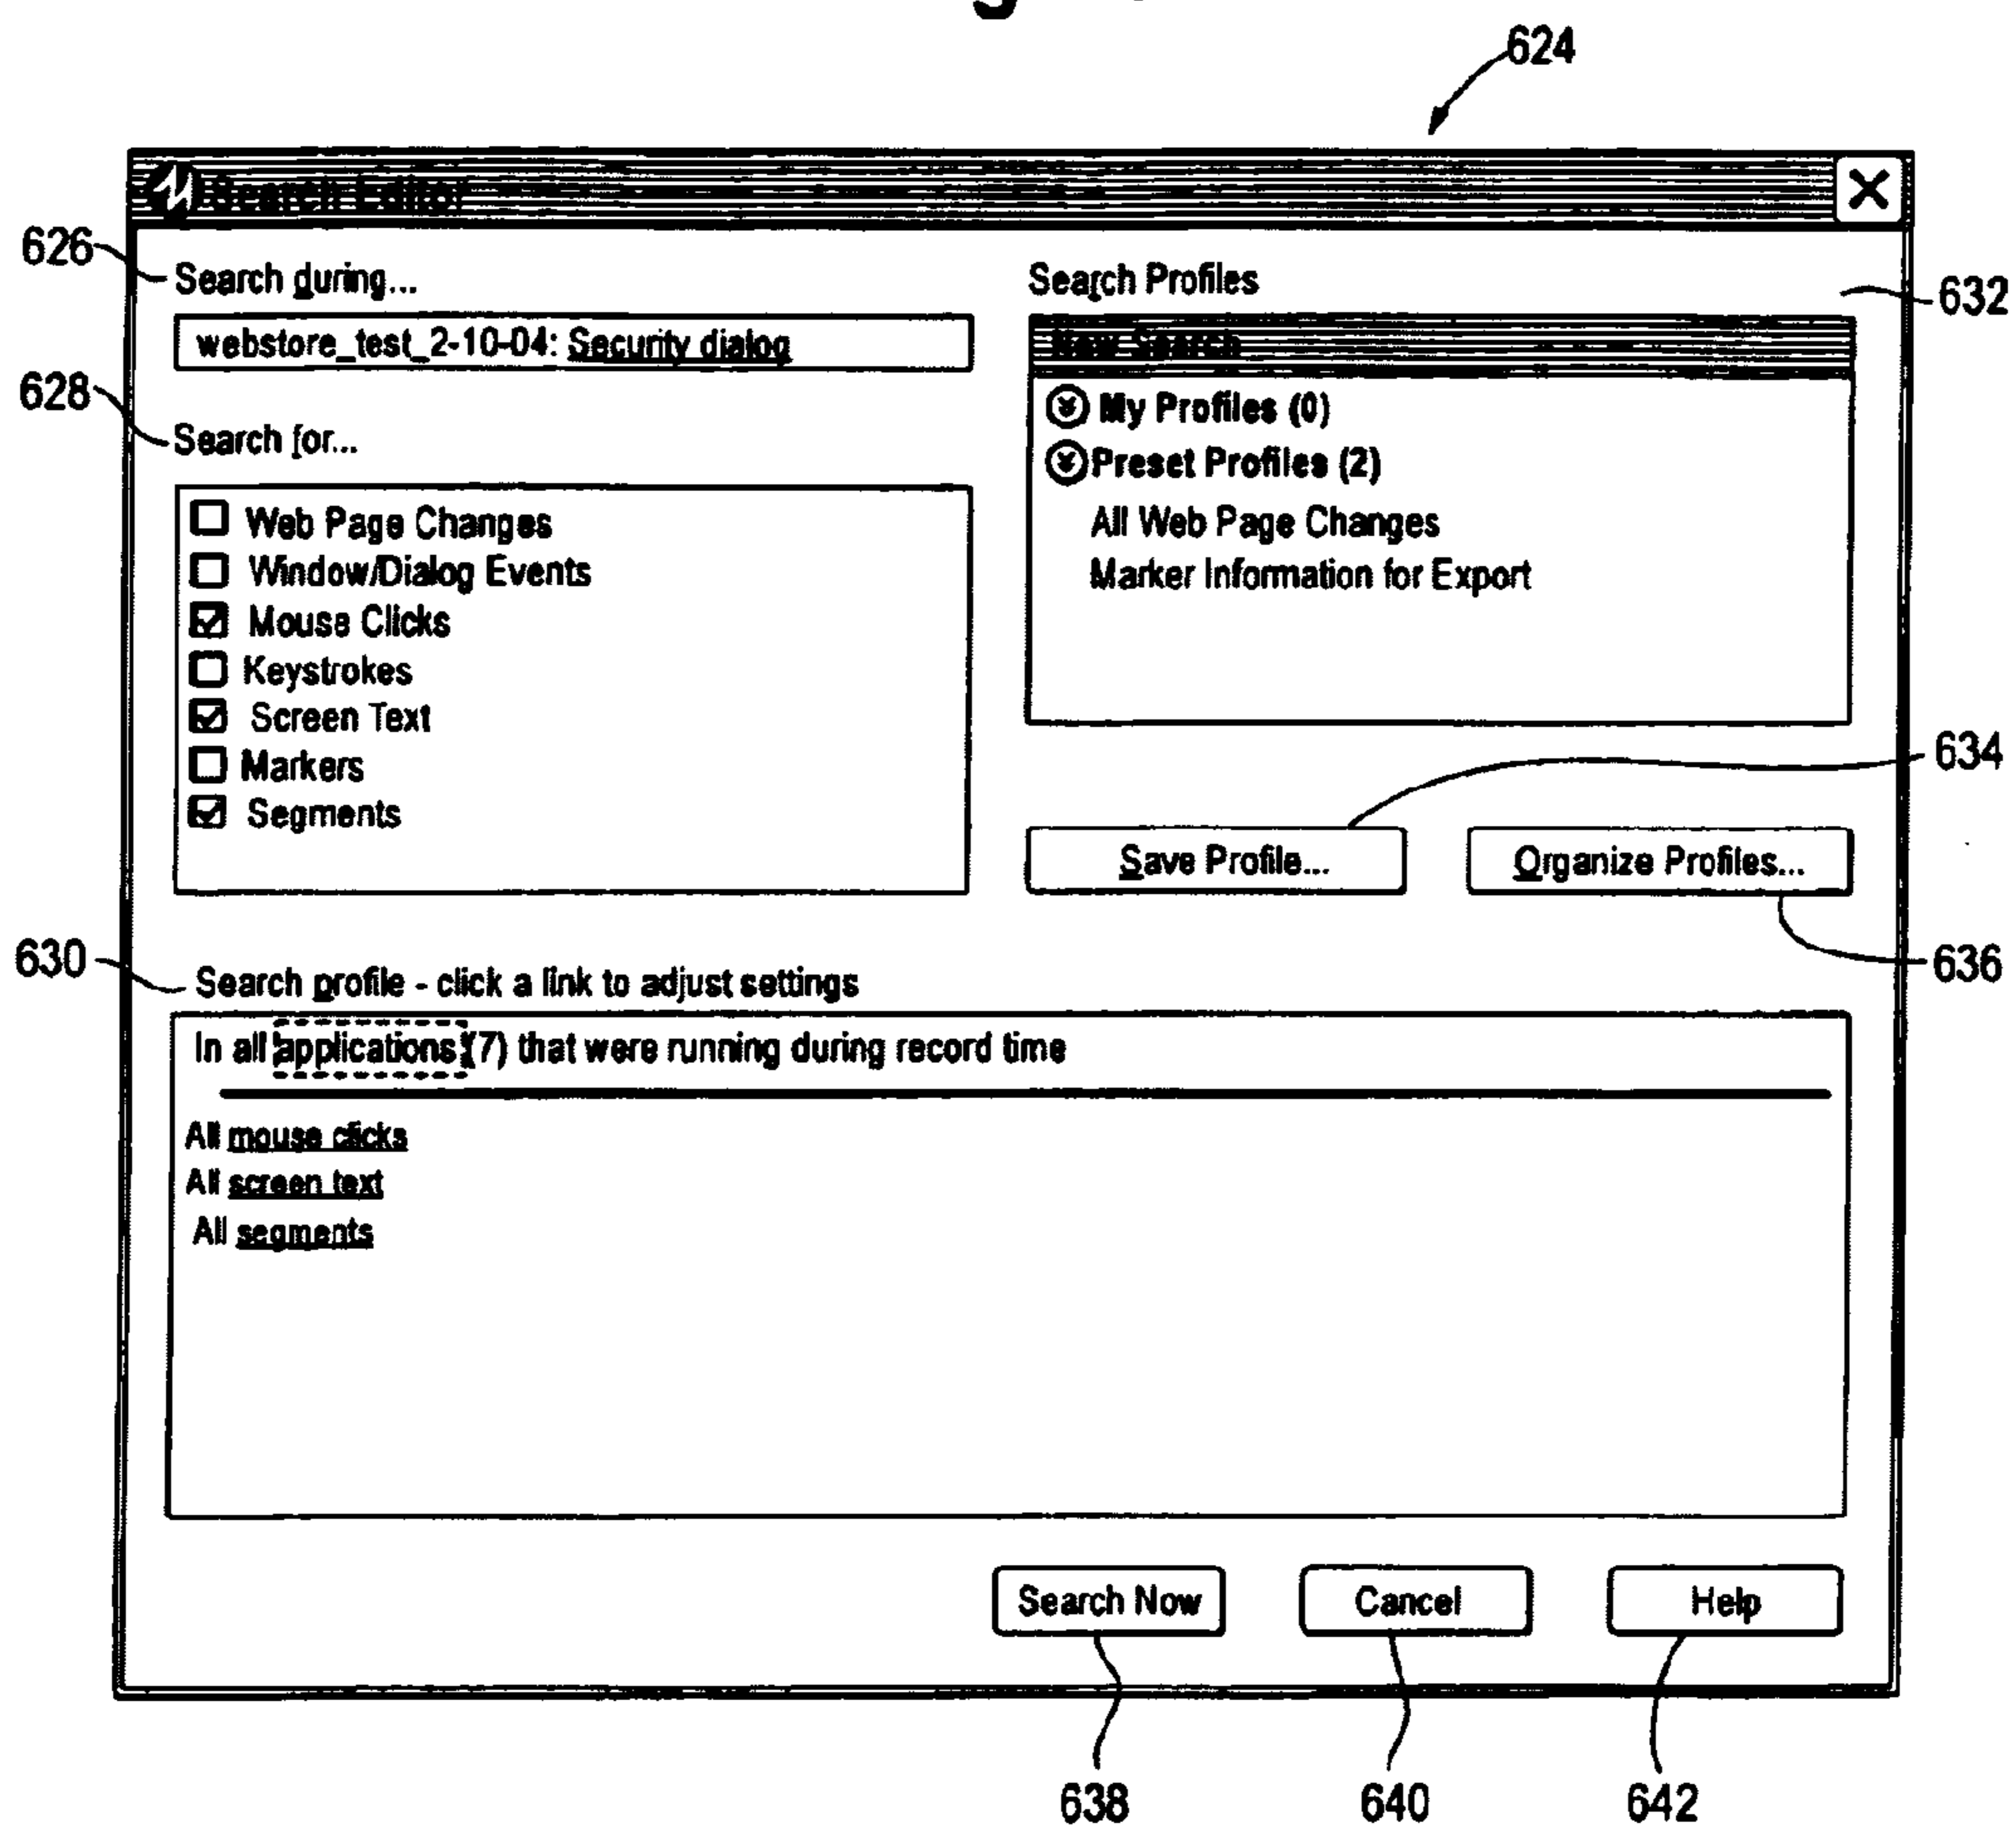 624
Search Editor
626
Search during...
webstore_test_2-10-04: Security dialog
628
Search for...
Web Page Changes
Window/Dialog Events
Mouse Clicks
Keystrokes
Screen Text
Markers
Segments
Search Profiles
632
New Search
My Profiles (0)
Preset Profiles (2)
All Web Page Changes
Marker Information for Export
634
Save Profile...
Organize Profiles...
636
630
Search profile - click a link to adjust settings
In all applications (7) that were running during record time
All mouse clicks
All screen text
All segments
Search Now
Cancel
Help
638
640
642